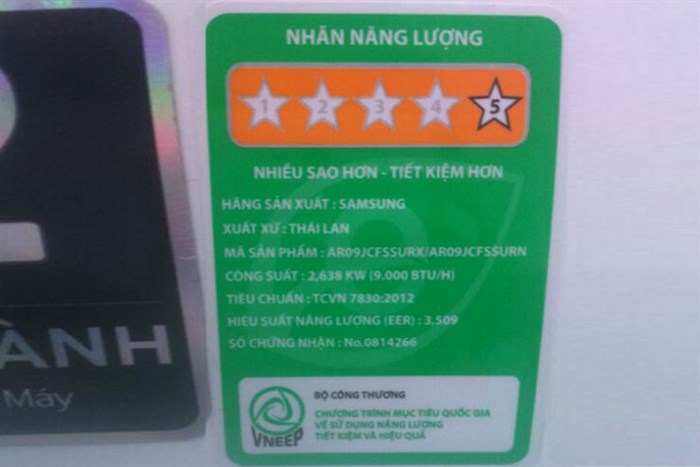 NHÃN NĂNG LƯỢNG
1 2 3 4 5
NHIỀU SAO HƠN - TIẾT KIỆM HƠN
HÃNG SẢN XUẤT : SAMSUNG
XUẤT XỨ : THÁI LAN
MÃ SẢN PHẨM : AR09JCFSSURX/AR09JCFSSURN
CÔNG SUẤT : 2,638 KW (9.000 BTU/H)
TIÊU CHUẨN : TCVN 7830:2012
HIỆU SUẤT NĂNG LƯỢNG (EER) : 3.509
SỐ CHỨNG NHẬN : No.0814266
BỘ CÔNG THƯƠNG
CHƯƠNG TRÌNH MỤC TIÊU QUỐC GIA
VỀ SỬ DỤNG NĂNG LƯỢNG
TIẾT KIỆM VÀ HIỆU QUẢ
VNEEP
ÀNH
Máy